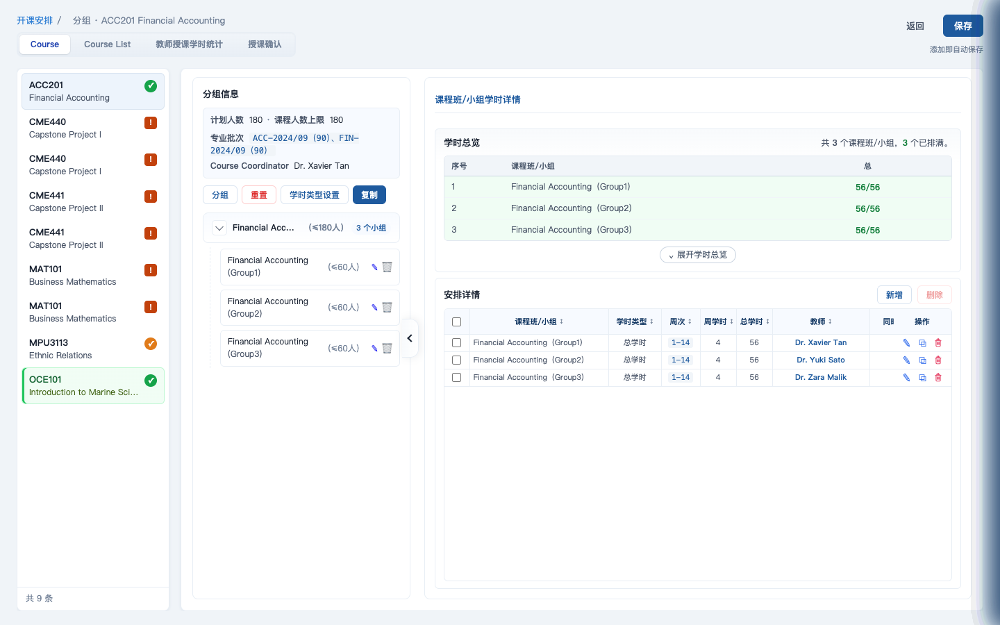 开课安排 / 分组 · ACC201 Financial Accounting
返回 保存
添加即自动保存
Course Course List 教师授课学时统计 授课确认
ACC201
Financial Accounting
CME440
Capstone Project I
CME440
Capstone Project I
CME441
Capstone Project II
CME441
Capstone Project II
MAT101
Business Mathematics
MAT101
Business Mathematics
MPU3113
Ethnic Relations
OCE101
Introduction to Marine Sci...
共 9 条
分组信息
计划人数 180 · 课程人数上限 180
专业批次 ACC-2024/09 (90)、FIN-
2024/09 (90)
Course Coordinator Dr. Xavier Tan
分组 重置 学时类型设置 复制
Financial Acc... (≤180人) 3 个小组
Financial Accounting
(Group1) (≤60人)
Financial Accounting
(Group2) (≤60人)
Financial Accounting
(Group3) (≤60人)
课程班/小组学时详情
学时总览 共 3 个课程班/小组，3 个已排满。
序号 课程班/小组 总
1 Financial Accounting (Group1) 56/56
2 Financial Accounting (Group2) 56/56
3 Financial Accounting (Group3) 56/56
展开学时总览
安排详情 新增 删除
课程班/小组 学时类型 周次 周学时 总学时 教师 同 操作
Financial Accounting (Group1) 总学时 1-14 4 56 Dr. Xavier Tan
Financial Accounting (Group2) 总学时 1-14 4 56 Dr. Yuki Sato
Financial Accounting (Group3) 总学时 1-14 4 56 Dr. Zara Malik